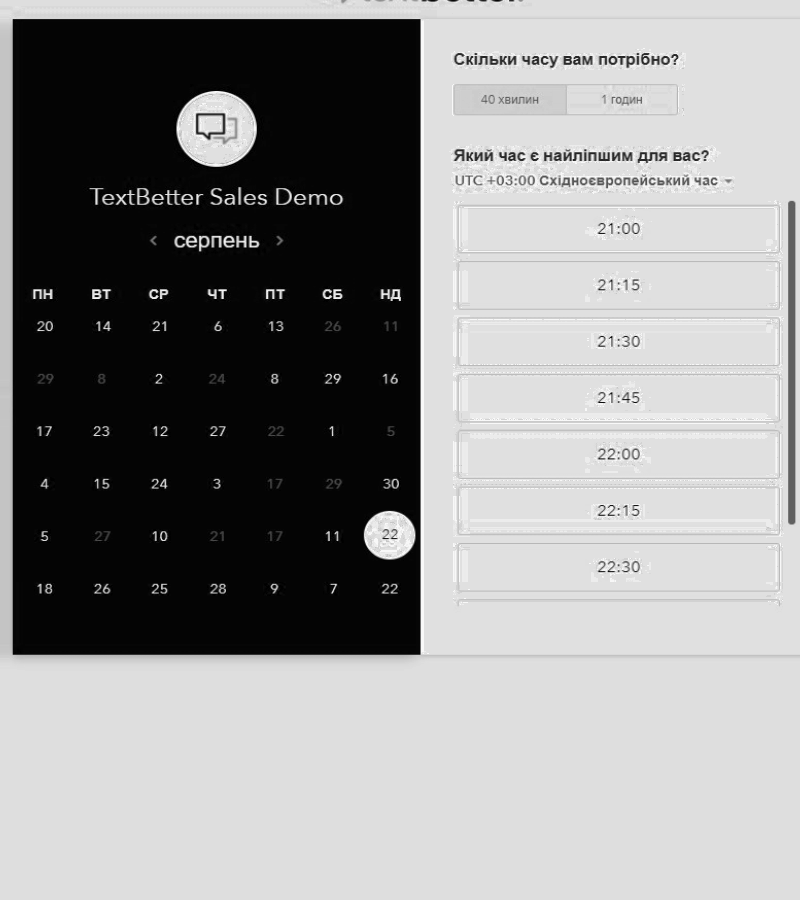 TextBetter Sales Demo
< серпень >
ПН ВТ СР ЧТ ПТ СБ НД
20 14 21 6 13 26 11
29 8 2 24 8 29 16
17 23 12 27 22 1 5
4 15 24 3 17 29 30
5 27 10 21 17 11 22
18 26 25 28 9 7 22
Скільки часу вам потрібно?
40 хвилин 1 годин
Який час є найліпшим для вас?
UTC +03:00 Східноєвропейський час
21:00
21:15
21:30
21:45
22:00
22:15
22:30